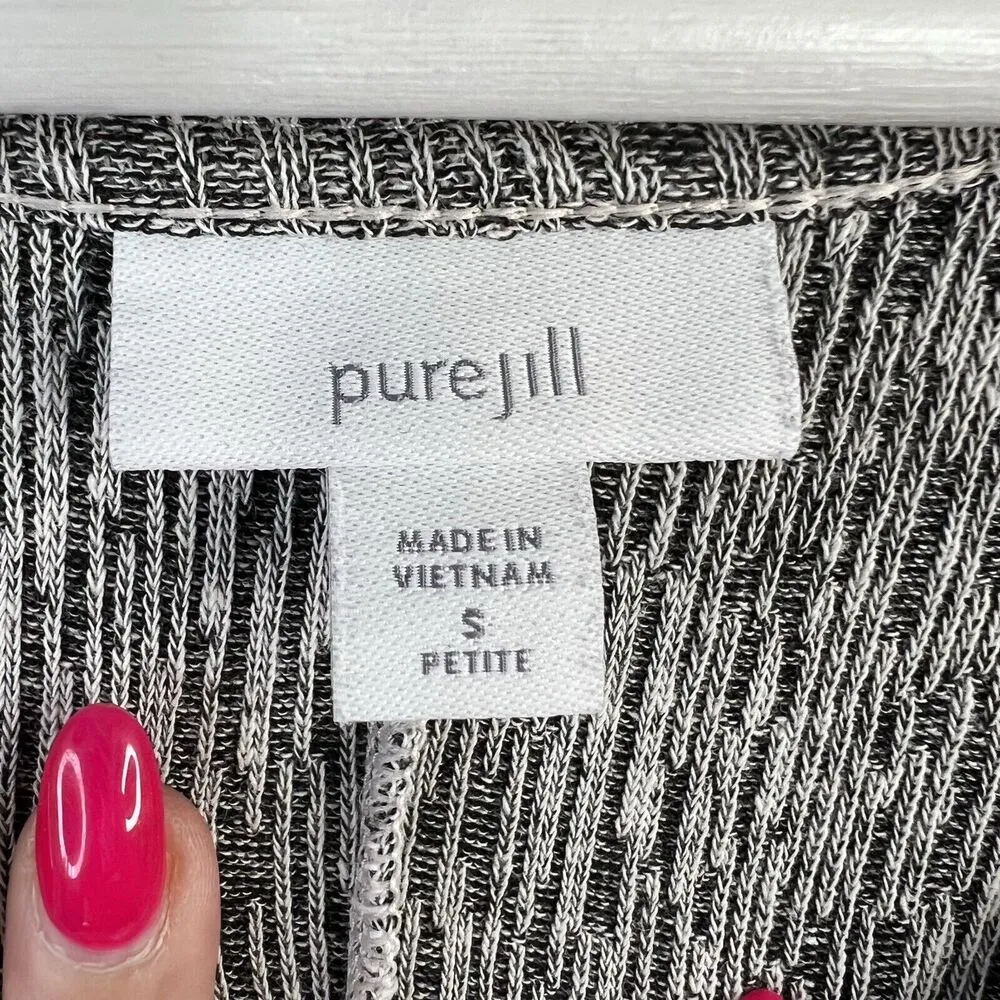 purejill
MADE IN
VIETNAM
S
PETITE